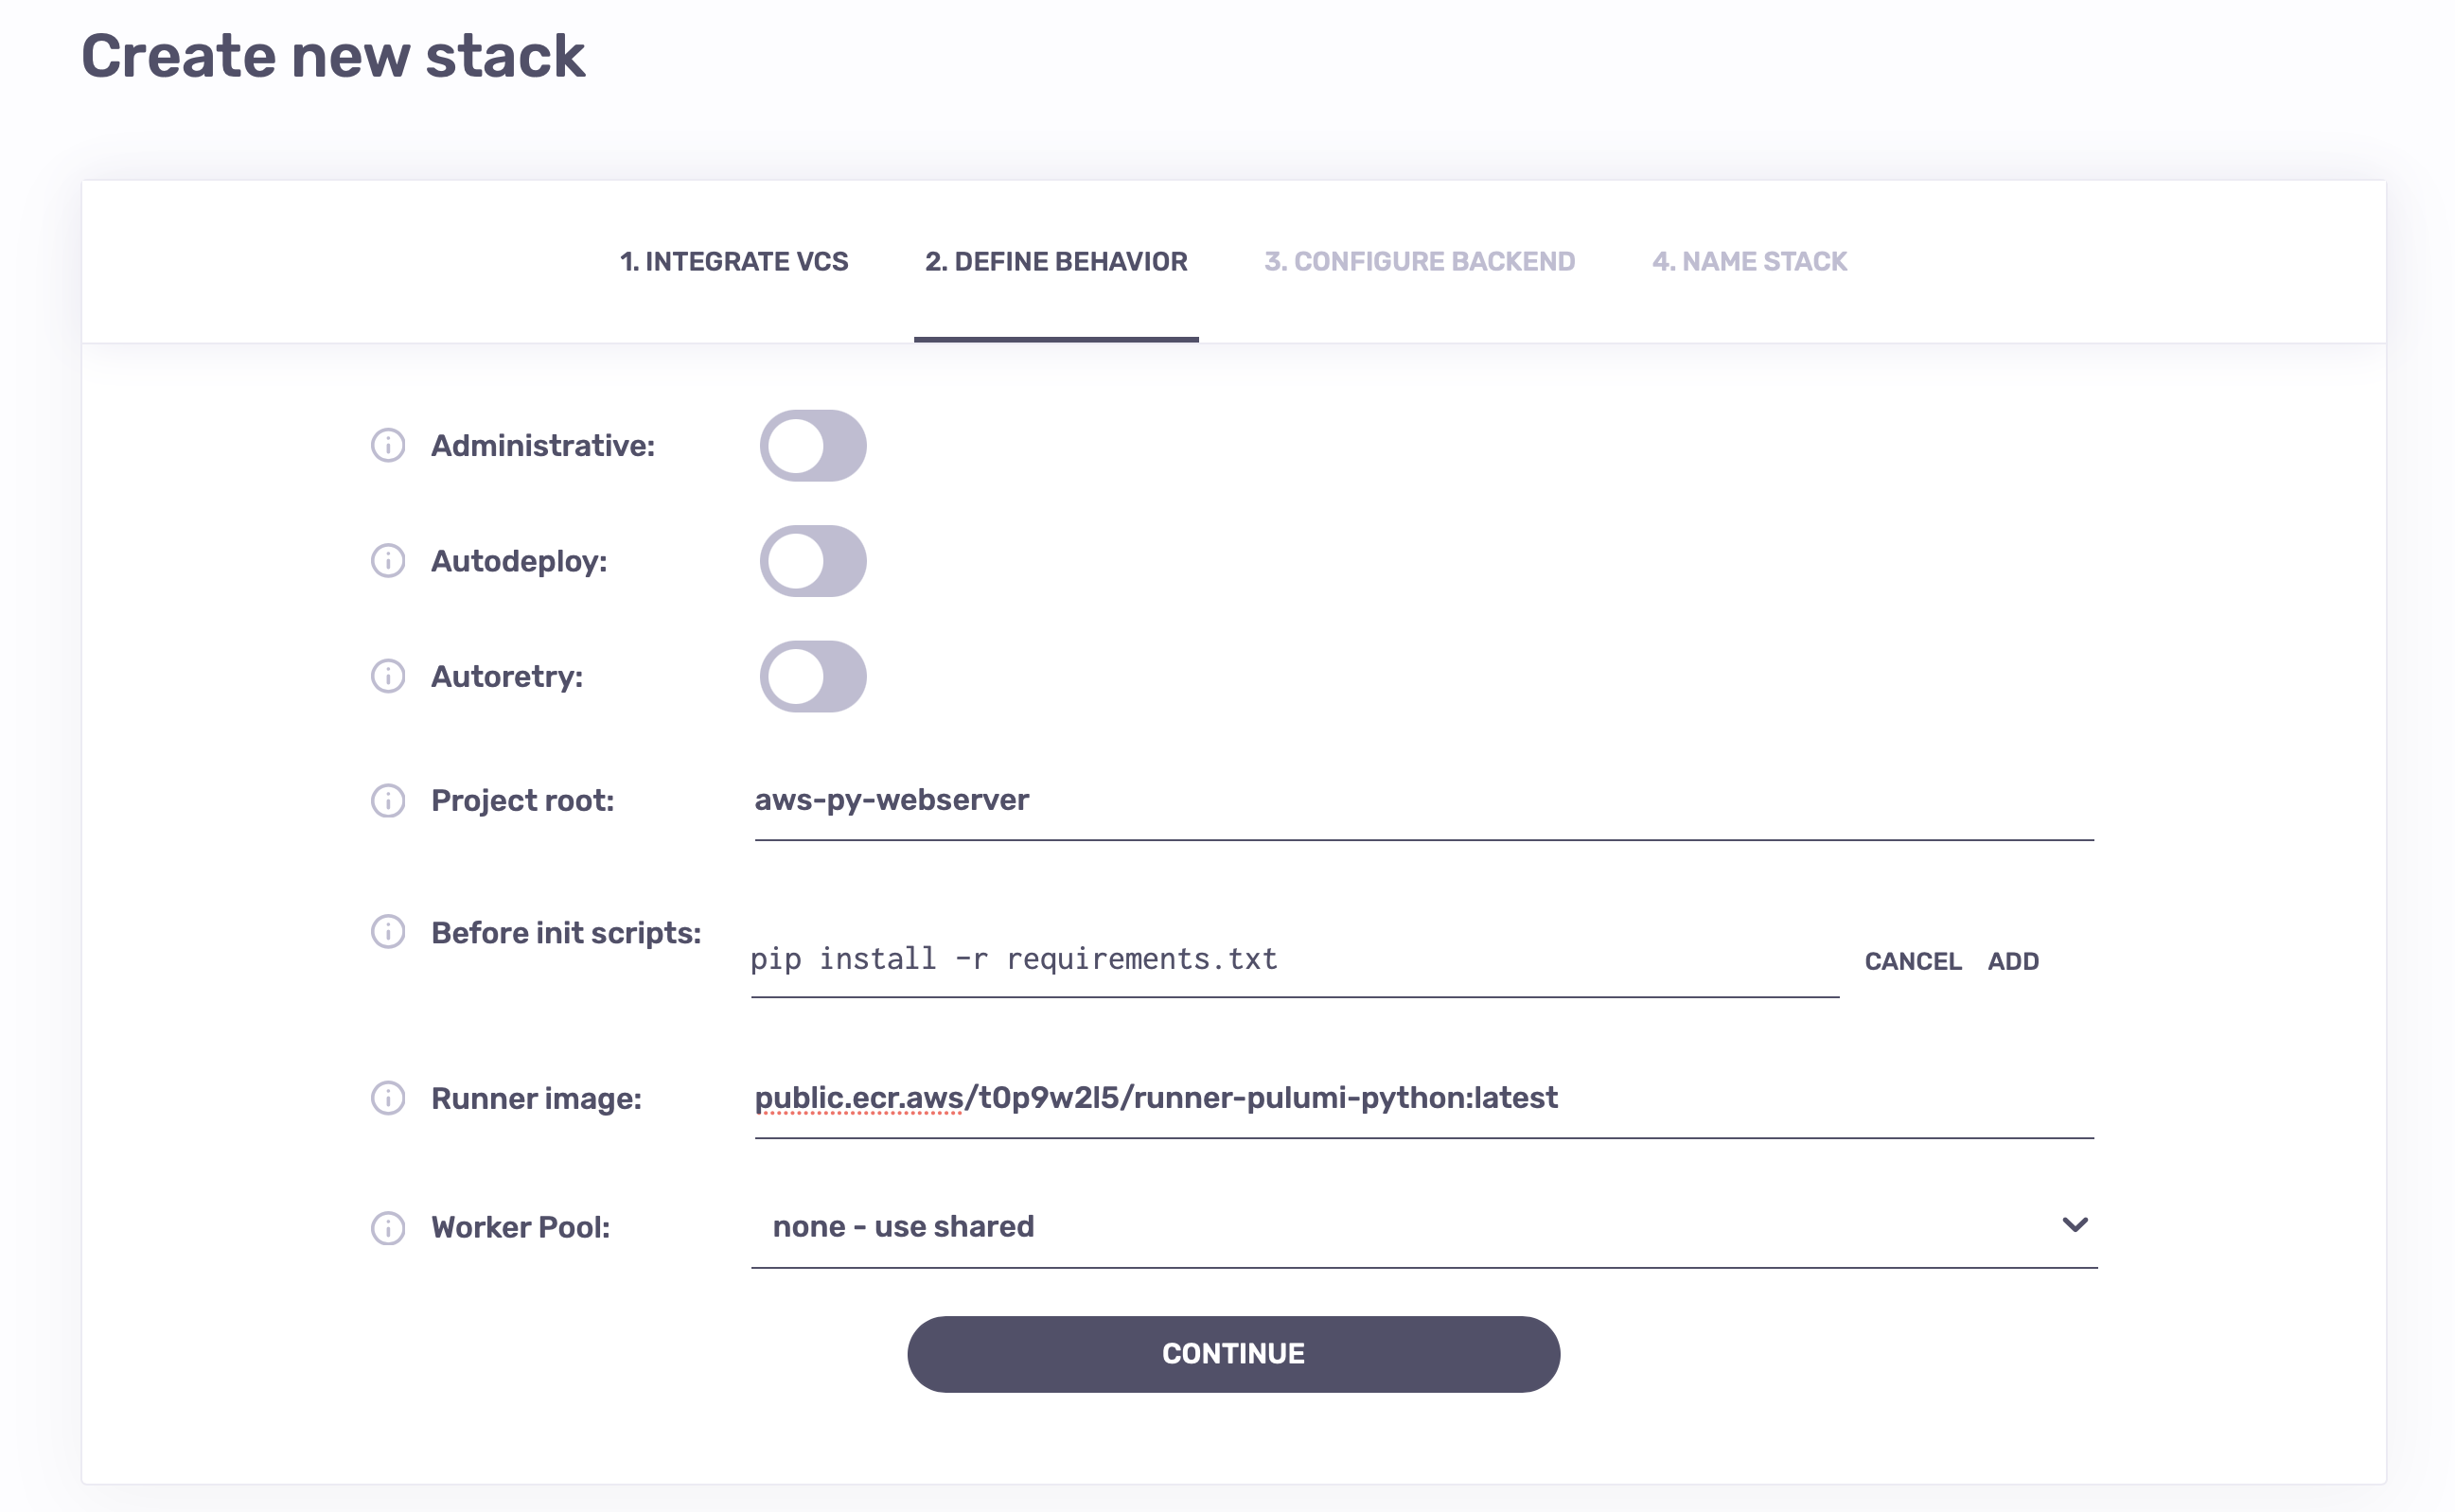 Create new stack
1. INTEGRATE VCS 2. DEFINE BEHAVIOR 3. CONFIGURE BACKEND 4. NAME STACK
Administrative:
Autodeploy:
Autoretry:
Project root: aws-py-webserver
Before init scripts: pip install -r requirements.txt CANCEL ADD
Runner image: public.ecr.aws/t0p9w2l5/runner-pulumi-python:latest
Worker Pool: none - use shared
CONTINUE